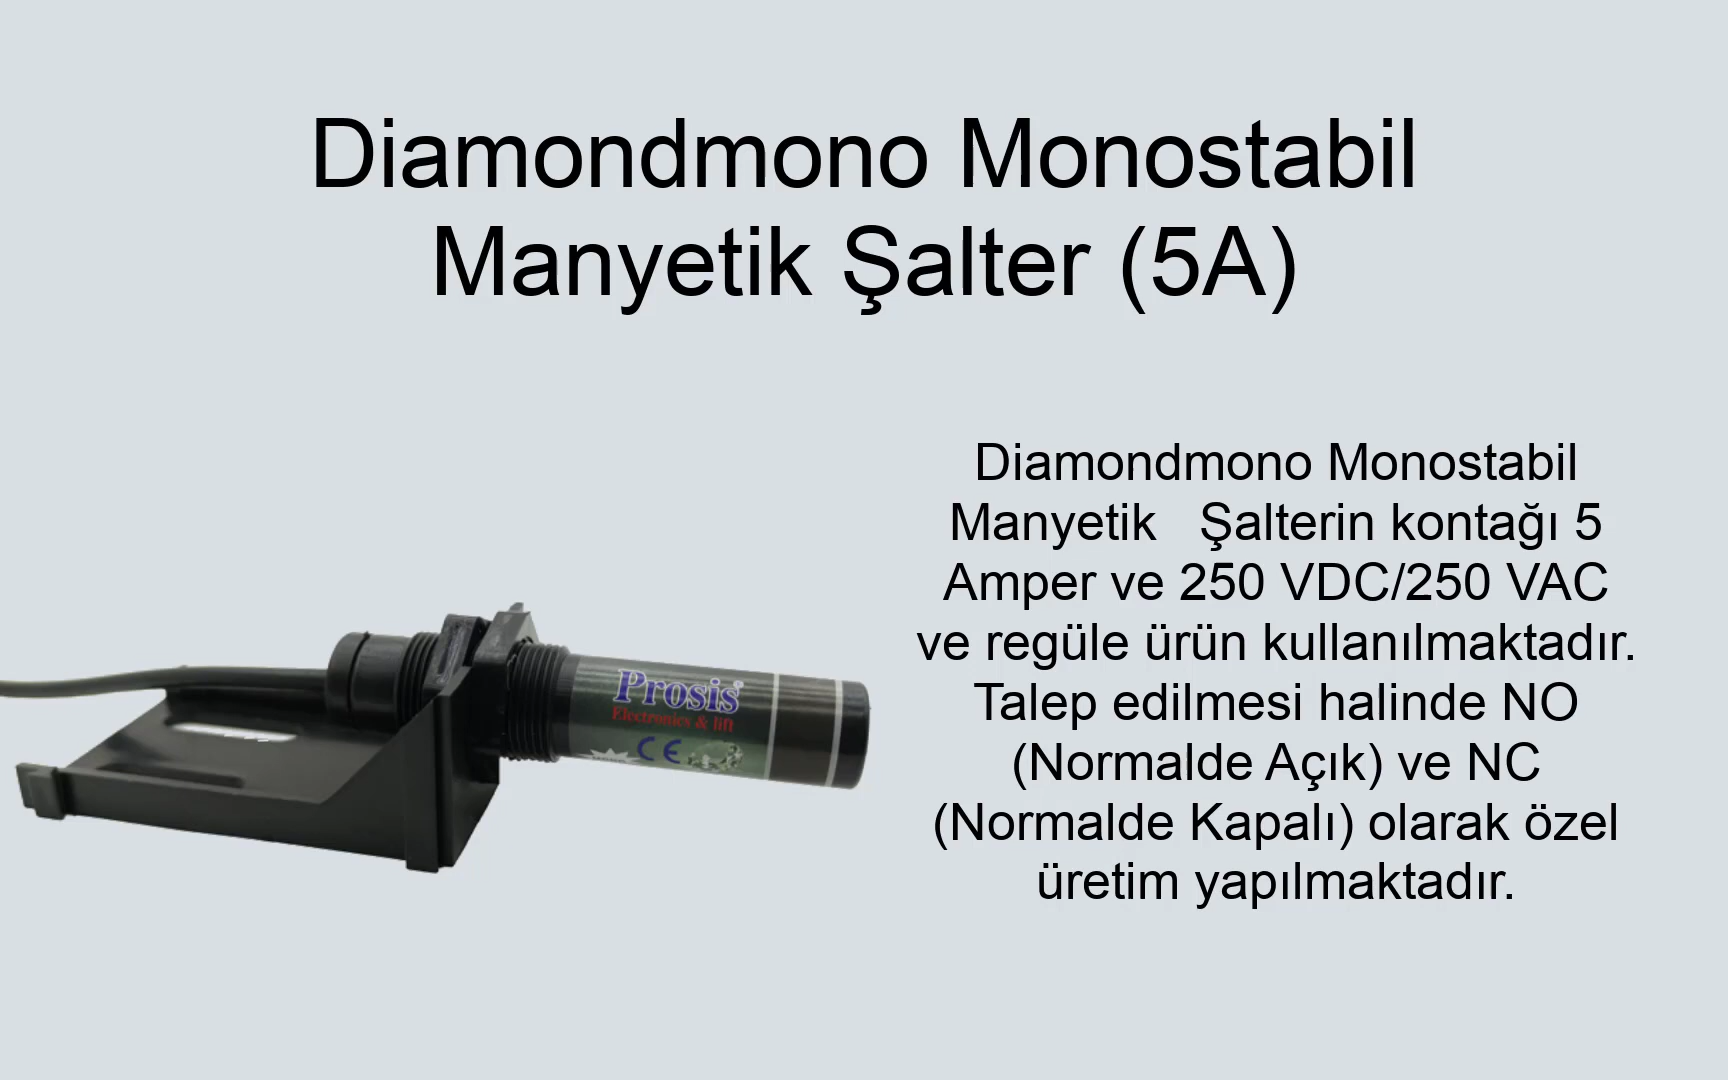 Diamondmono Monostabil
Manyetik Şalter (5A)
Diamondmono Monostabil
Manyetik   Şalterin kontağı 5
Amper ve 250 VDC/250 VAC
ve regüle ürün kullanılmaktadır.
Talep edilmesi halinde NO
(Normalde Açık) ve NC
(Normalde Kapalı) olarak özel
üretim yapılmaktadır.
Prosis®
Electronics & lift
CE